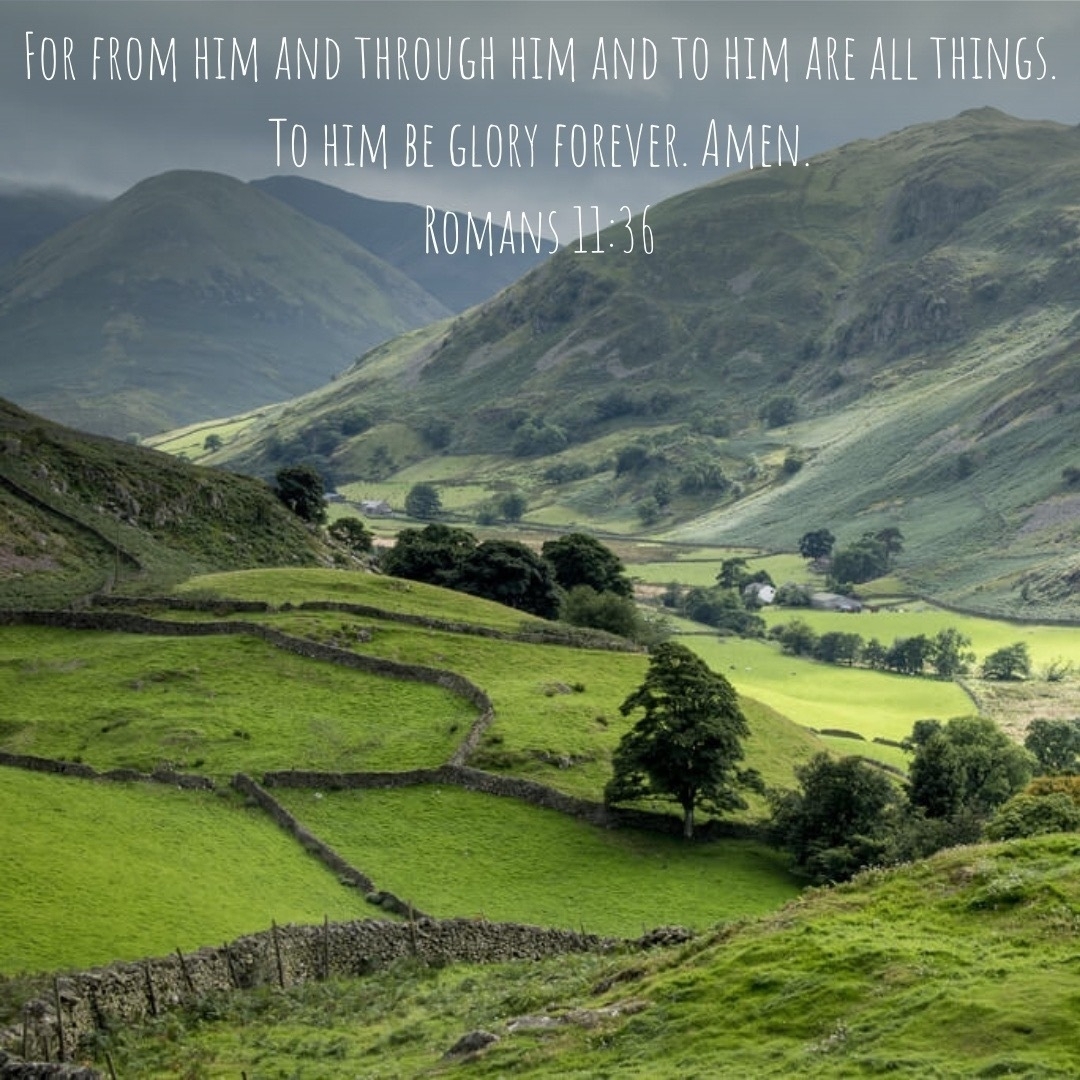 For from him and through him and to him are all things.
To him be glory forever. Amen.
Romans 11:36